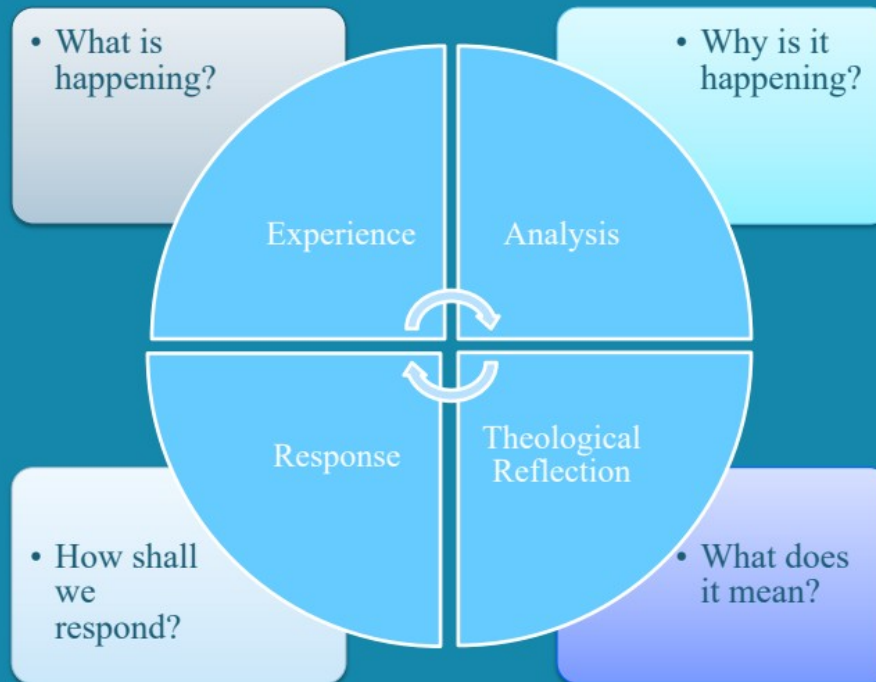 • What is
happening?
• Why is it
happening?
Experience
Analysis
Response
Theological
Reflection
• How shall
we
respond?
• What does
it mean?